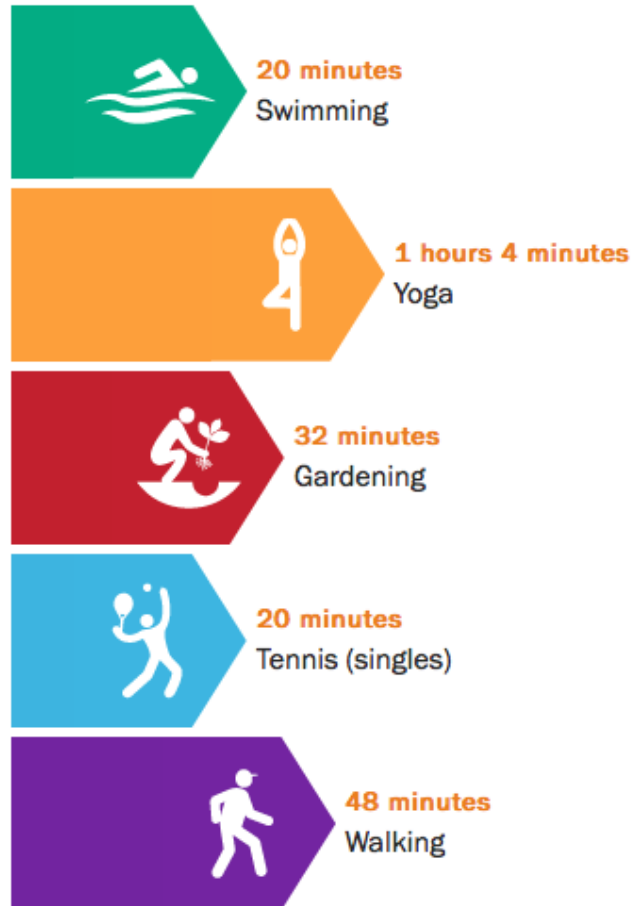 20 minutes
Swimming
1 hours 4 minutes
Yoga
32 minutes
Gardening
20 minutes
Tennis (singles)
48 minutes
Walking